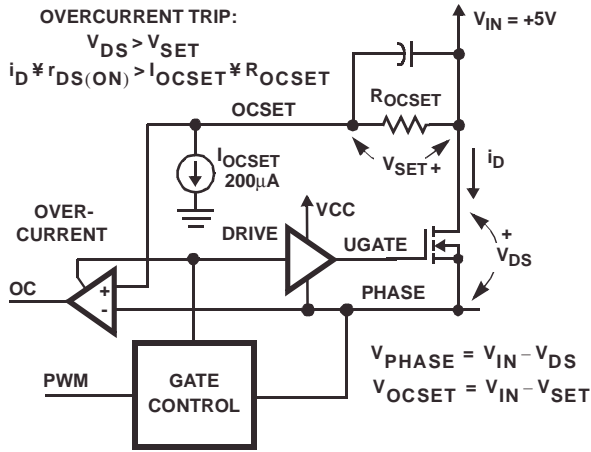 OVERCURRENT TRIP:
VDS > VSET
iD ¥ rDS(ON) > IOCSET ¥ ROCSET
VIN = +5V
ROCSET
OCSET
VSET +
iD
IOCSET
200μA
VCC
OVER-
CURRENT
DRIVE
UGATE
+
VDS
OC
+
-
PHASE
PWM
GATE
CONTROL
VPHASE = VIN – VDS
VOCSET = VIN – VSET